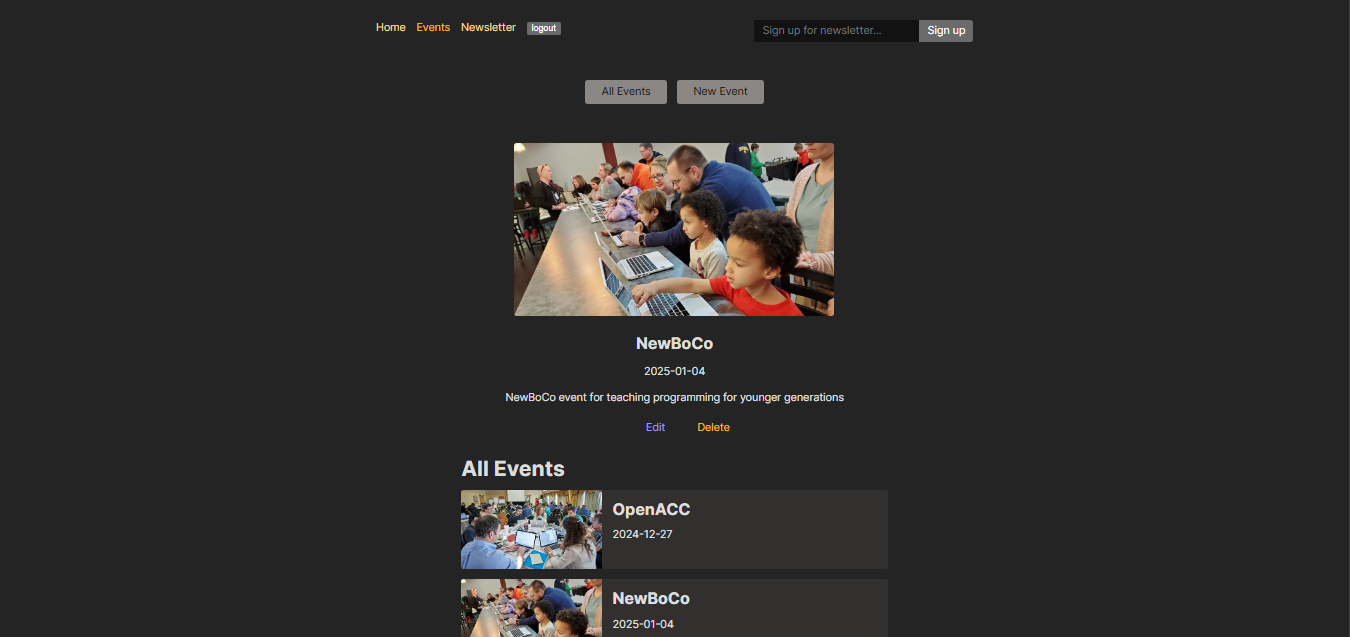 Home Events Newsletter logout Sign up for newsletter... Sign up
All Events New Event
NewBoCo
2025-01-04
NewBoCo event for teaching programming for younger generations
Edit Delete
All Events
OpenACC
2024-12-27
NewBoCo
2025-01-04